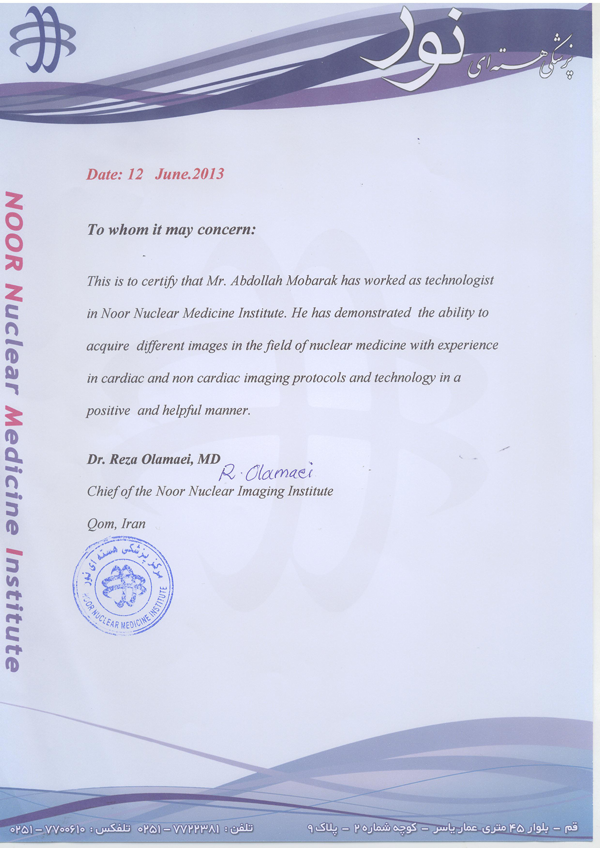 نور
پزشکی هسته ای
NOOR Nuclear Medicine Institute
Date: 12 June.2013
To whom it may concern:
This is to certify that Mr. Abdollah Mobarak has worked as technologist
in Noor Nuclear Medicine Institute. He has demonstrated the ability to
acquire different images in the field of nuclear medicine with experience
in cardiac and non cardiac imaging protocols and technology in a
positive and helpful manner.
Dr. Reza Olamaei, MD
R. Olamaei
Chief of the Noor Nuclear Imaging Institute
Qom, Iran
مرکز پزشکی هسته ای نور
NOOR NUCLEAR MEDICINE INSTITUTE
قم - بلوار ۴۵ متری عمار یاسر - کوچه شماره ۲ - پلاک ۹ تلفن : ۷۷۲۲۳۸۱ - ۰۲۵۱ تلفکس : ۷۷۰۰۶۱۰ - ۰۲۵۱